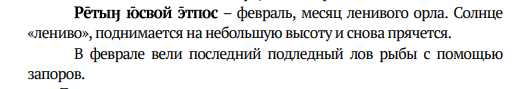 Рḗтыӈ ю̄свой э̄тпос – февраль, месяц ленивого орла. Солнце
«лениво», поднимается на небольшую высоту и снова прячется.
В феврале вели последний подледный лов рыбы с помощью
запоров.